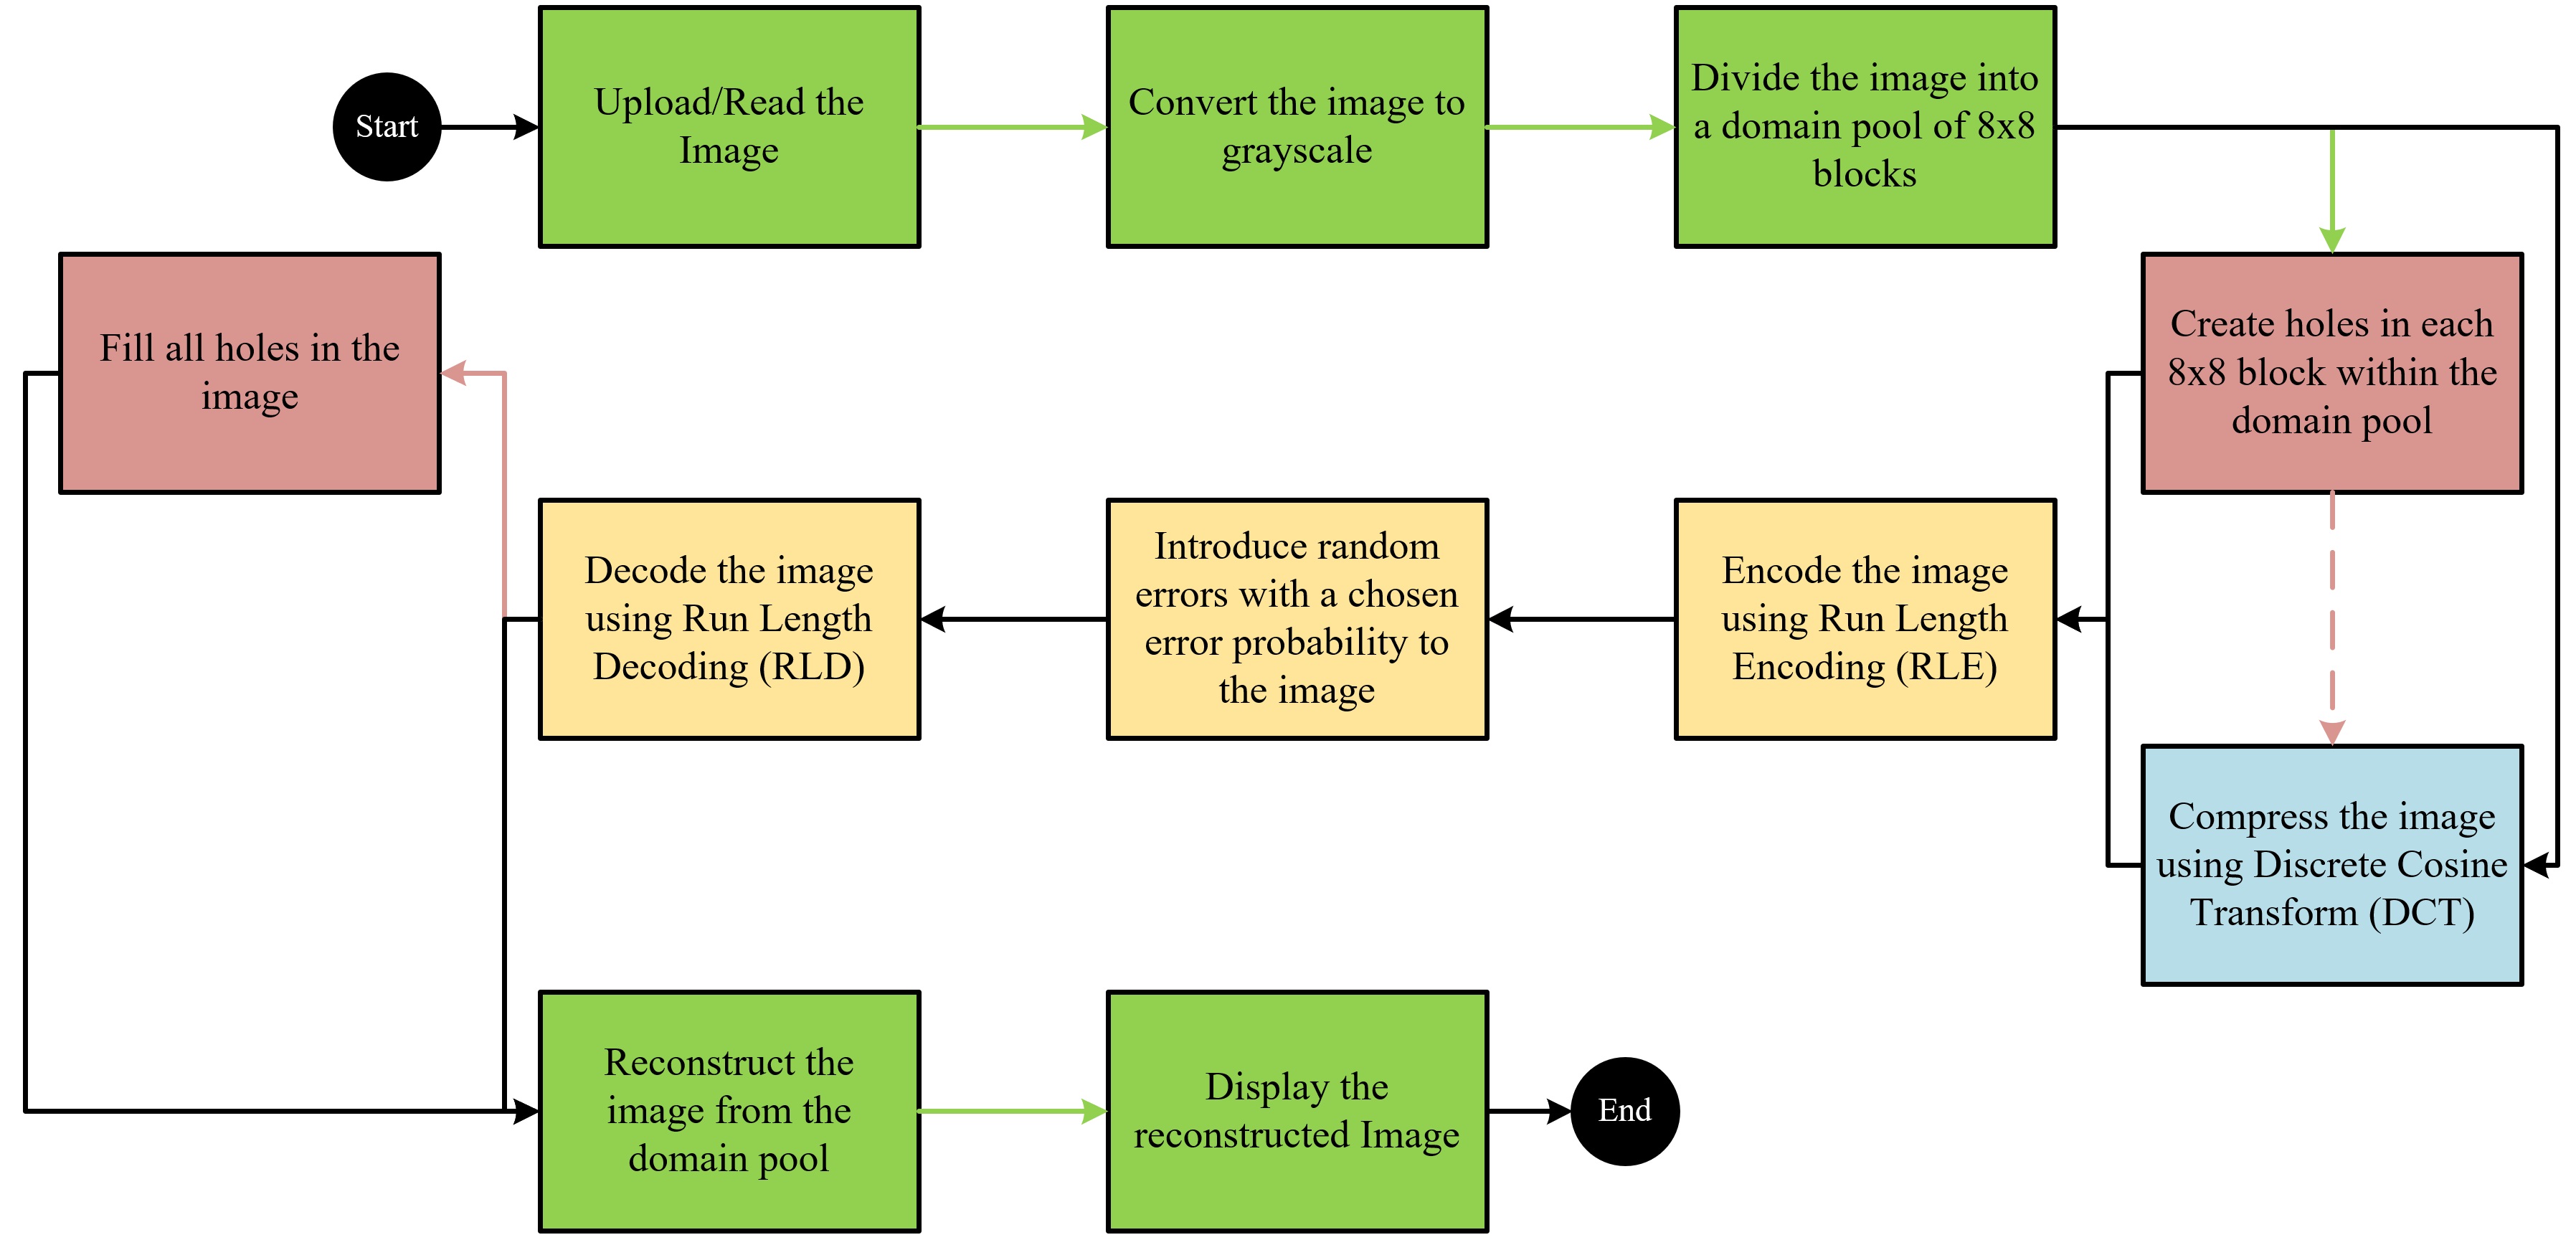 Start
Upload/Read the
Image
Convert the image to
grayscale
Divide the image into
a domain pool of 8x8
blocks
Fill all holes in the
image
Create holes in each
8x8 block within the
domain pool
Decode the image
using Run Length
Decoding (RLD)
Introduce random
errors with a chosen
error probability to
the image
Encode the image
using Run Length
Encoding (RLE)
Compress the image
using Discrete Cosine
Transform (DCT)
Reconstruct the
image from the
domain pool
Display the
reconstructed Image
End